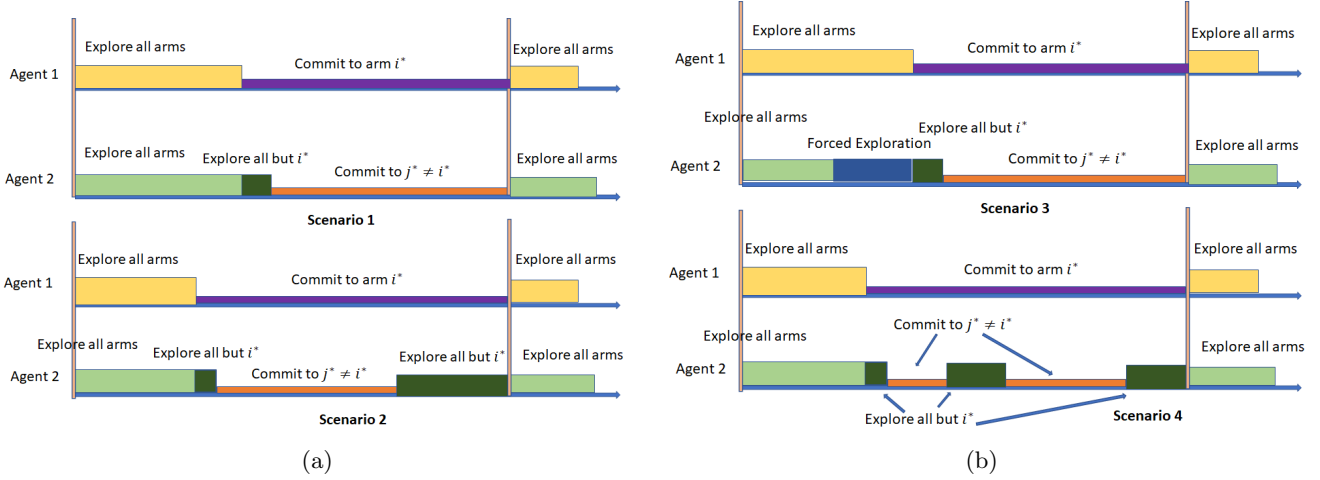 Explore all arms
Explore all arms
Agent 1
Commit to arm i*
Explore all arms
Explore all but i*
Explore all arms
Agent 2
Commit to j* ≠ i*
Scenario 1
Explore all arms
Explore all arms
Agent 1
Commit to arm i*
Explore all arms
Explore all but i*
Explore all but i*
Explore all arms
Agent 2
Commit to j* ≠ i*
Scenario 2
(a)
Explore all arms
Explore all arms
Agent 1
Commit to arm i*
Explore all arms
Explore all but i*
Forced Exploration
Explore all arms
Agent 2
Commit to j* ≠ i*
Scenario 3
Explore all arms
Explore all arms
Agent 1
Commit to arm i*
Explore all arms
Commit to j* ≠ i*
Explore all arms
Agent 2
Explore all but i*
Scenario 4
(b)